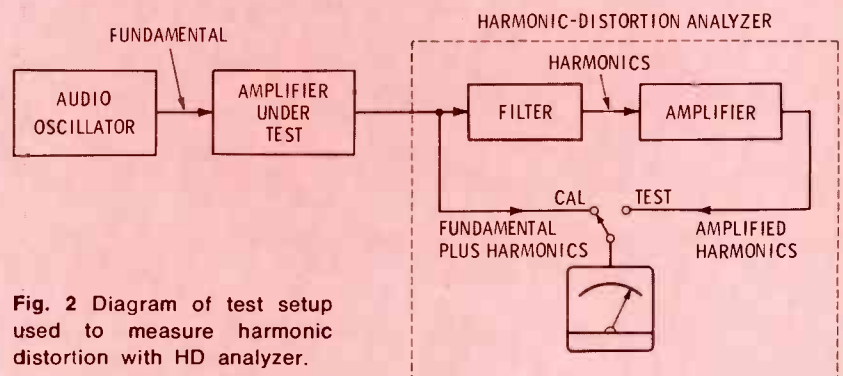 HARMONIC-DISTORTION ANALYZER
FUNDAMENTAL
HARMONICS
AUDIO
OSCILLATOR
AMPLIFIER
UNDER
TEST
FILTER
AMPLIFIER
CAL
TEST
FUNDAMENTAL
PLUS HARMONICS
AMPLIFIED
HARMONICS
Fig. 2 Diagram of test setup
used to measure harmonic
distortion with HD analyzer.